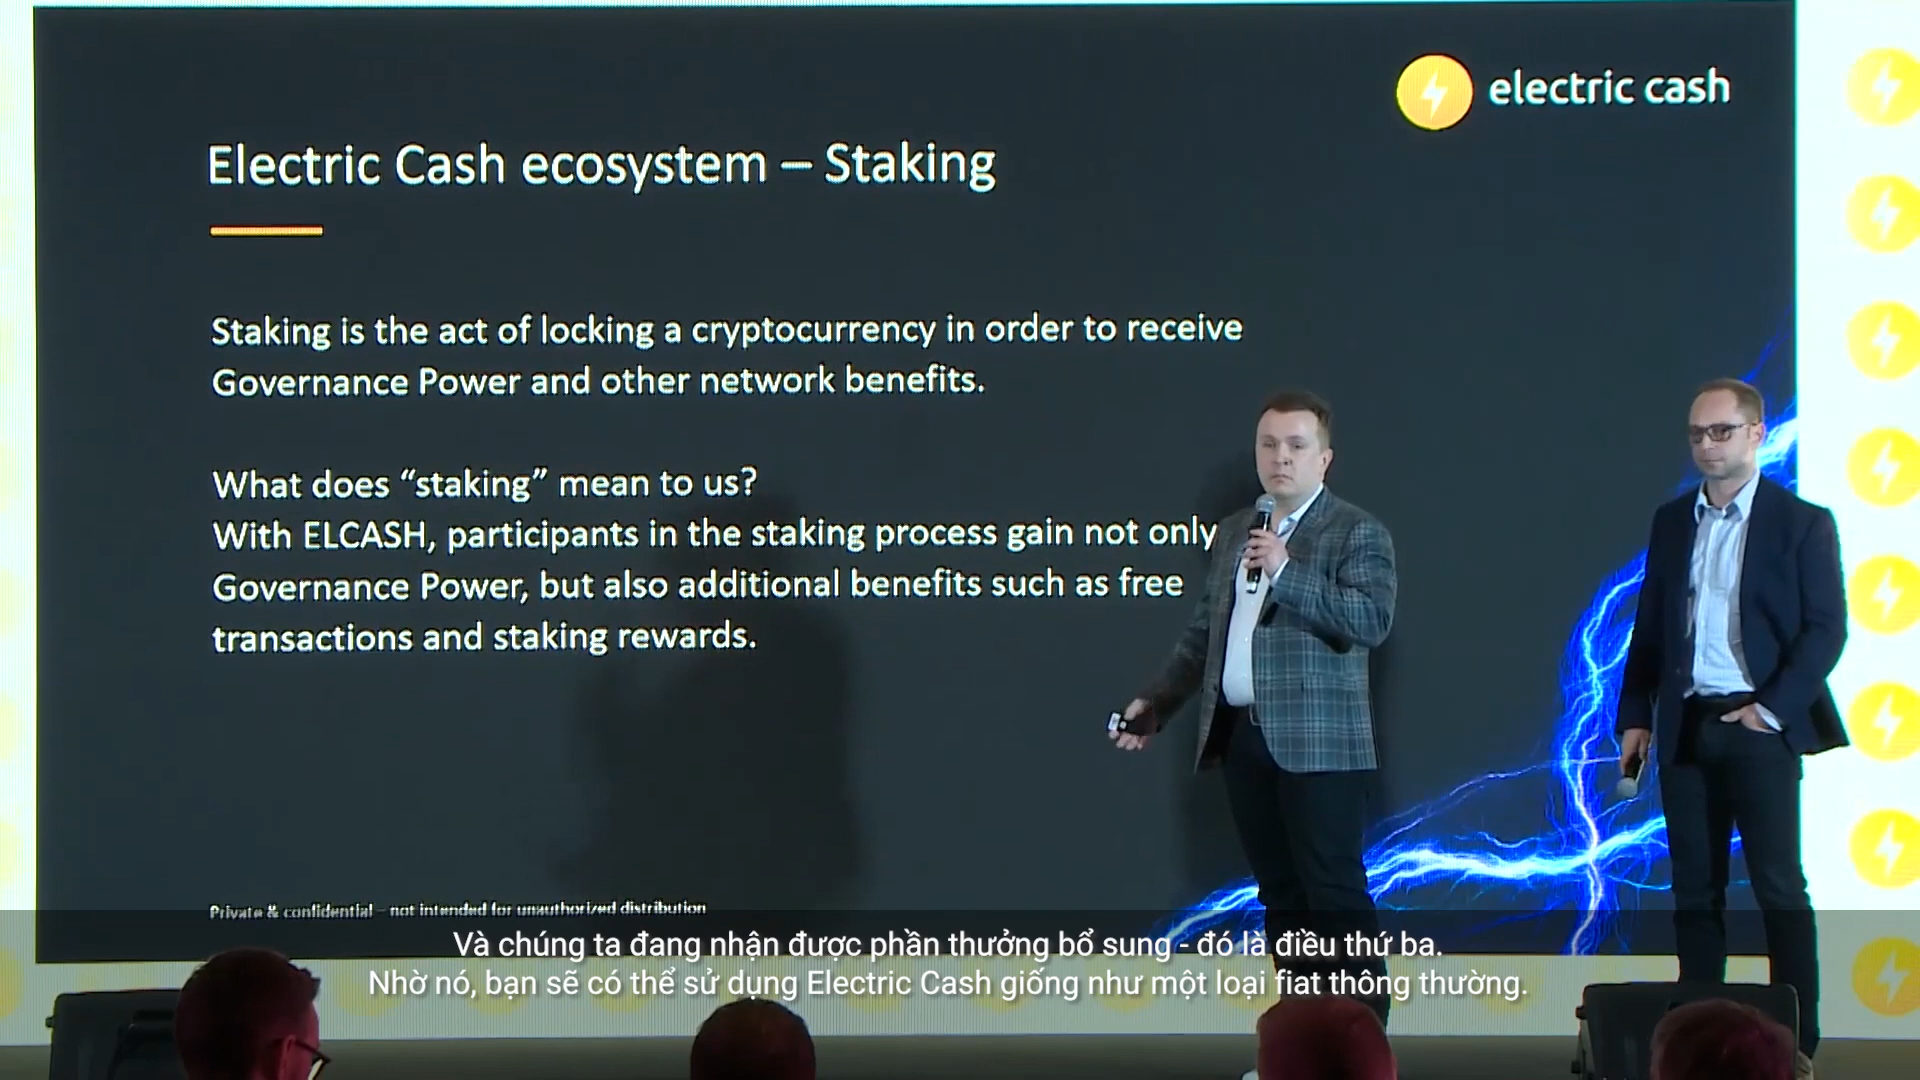 electric cash
Electric Cash ecosystem – Staking
Staking is the act of locking a cryptocurrency in order to receive
Governance Power and other network benefits.
What does “staking” mean to us?
With ELCASH, participants in the staking process gain not only
Governance Power, but also additional benefits such as free
transactions and staking rewards.
Private & confidential – not intended for unauthorized distribution
Và chúng ta đang nhận được phần thưởng bổ sung - đó là điều thứ ba.
Nhờ nó, bạn sẽ có thể sử dụng Electric Cash giống như một loại fiat thông thường.